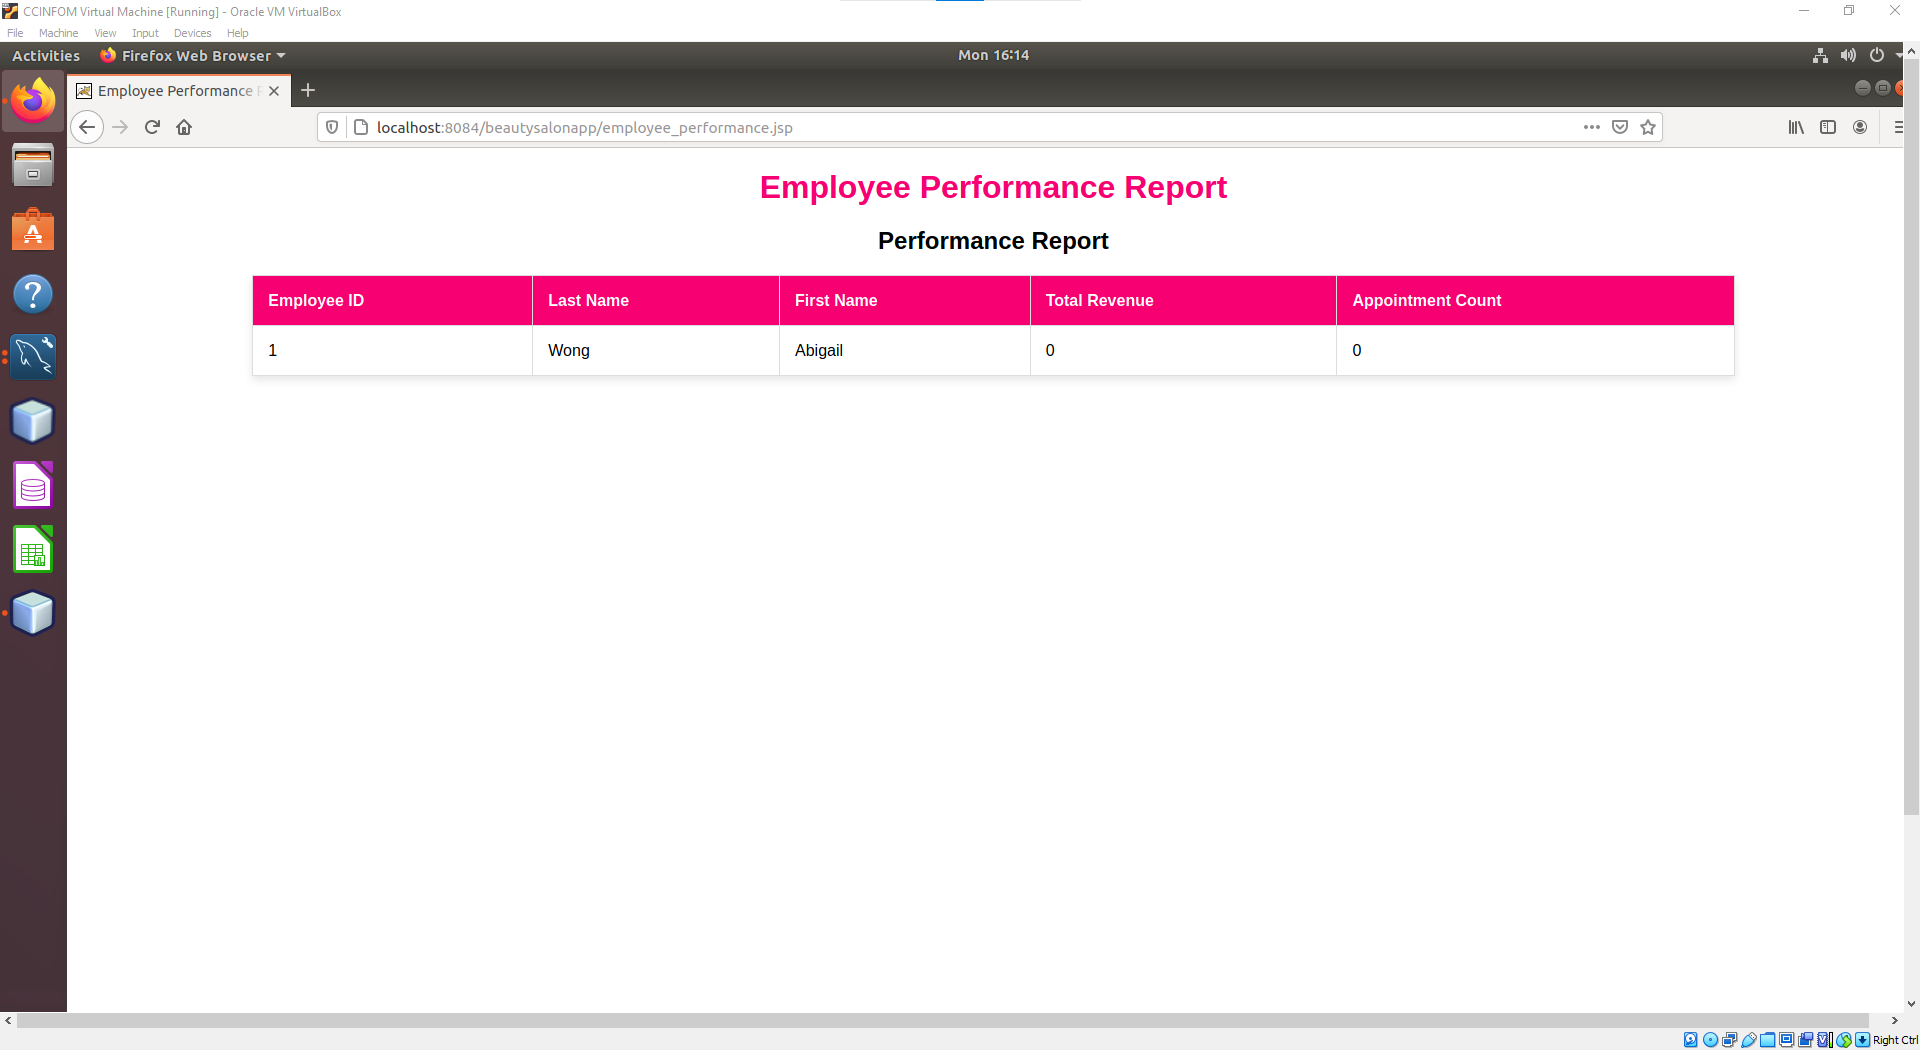 CCINFOM Virtual Machine [Running] - Oracle VM VirtualBox
File Machine View Input Devices Help
Activities Firefox Web Browser Mon 16:14
Employee Performance
localhost:8084/beautysalonapp/employee_performance.jsp
Employee Performance Report
Performance Report
Employee ID Last Name First Name Total Revenue Appointment Count
1 Wong Abigail 0 0
Right Ctrl